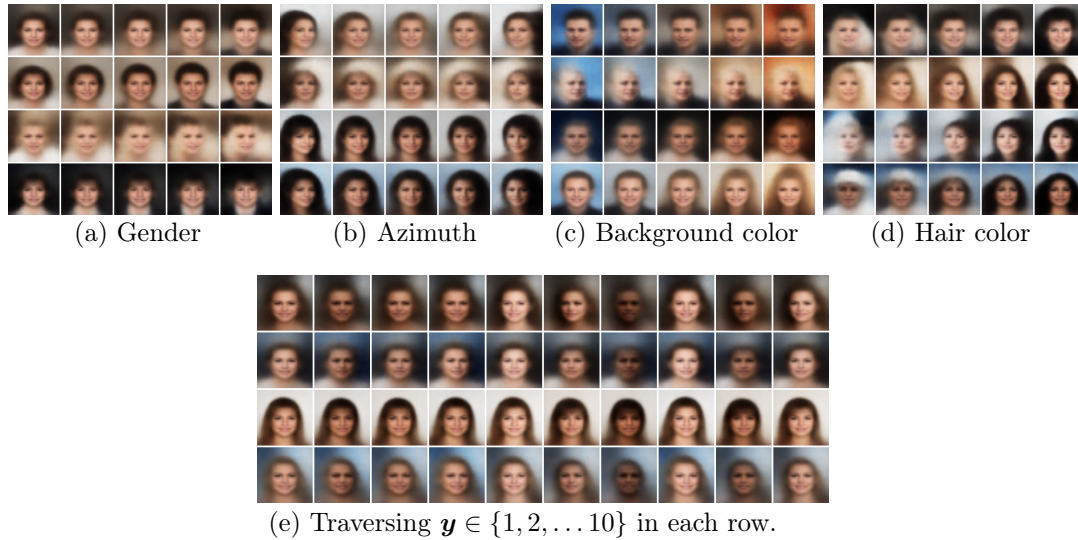 (a) Gender
(b) Azimuth
(c) Background color
(d) Hair color
(e) Traversing y ∈ {1, 2, . . . 10} in each row.